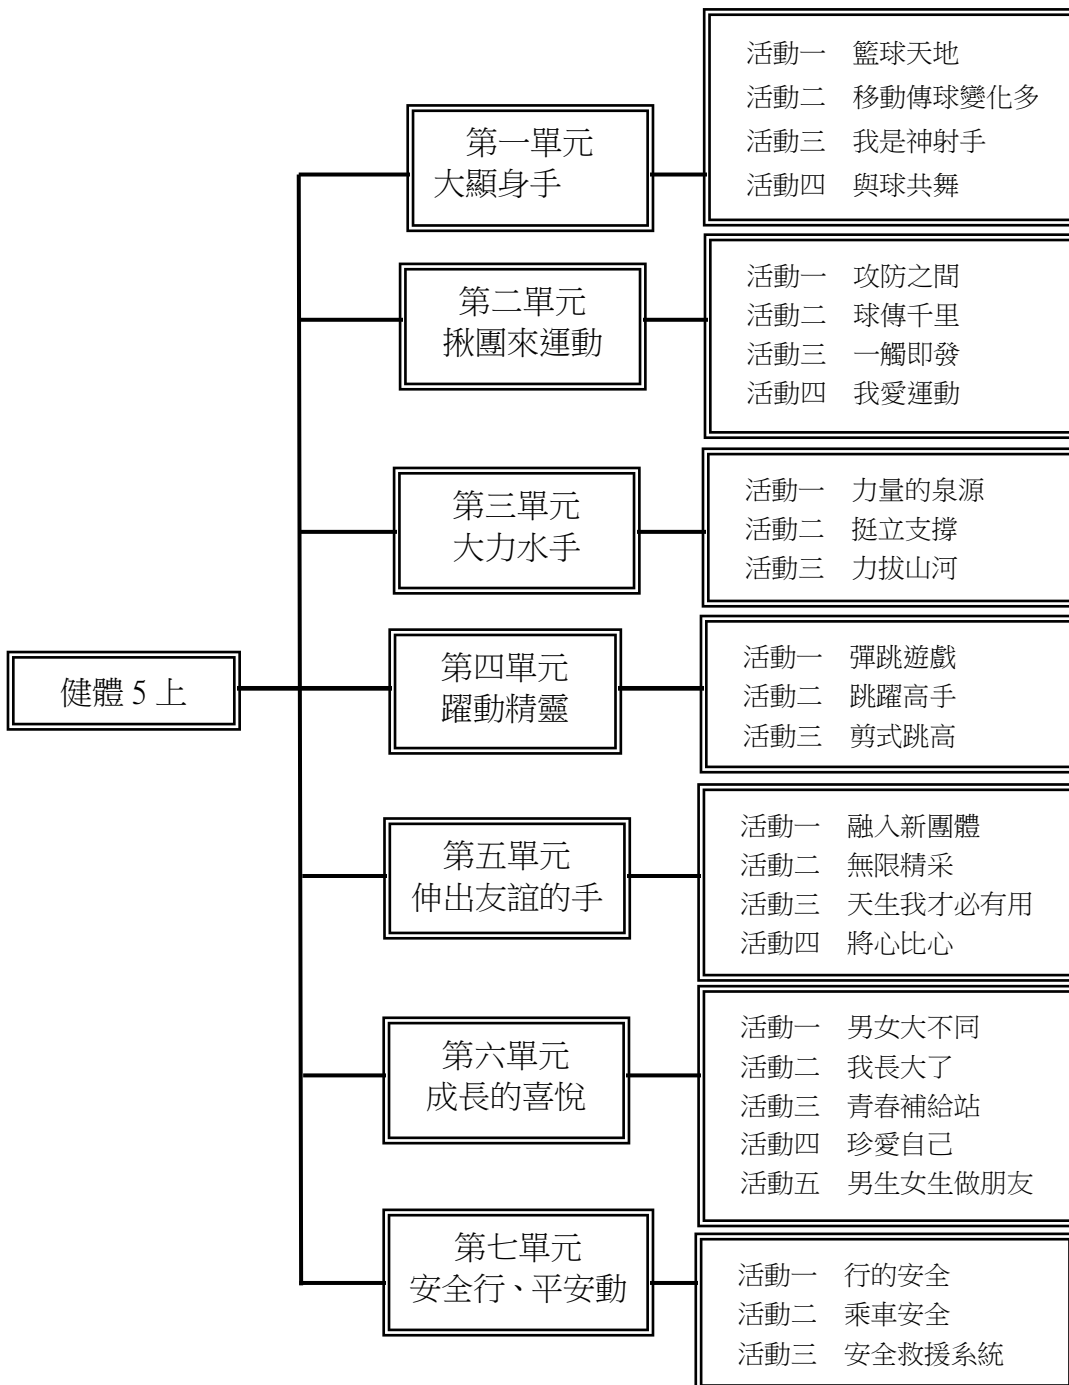 健體 5 上
第一單元
大顯身手
活動一　籃球天地
活動二　移動傳球變化多
活動三　我是神射手
活動四　與球共舞
第二單元
揪團來運動
活動一　攻防之間
活動二　球傳千里
活動三　一觸即發
活動四　我愛運動
第三單元
大力水手
活動一　力量的泉源
活動二　挺立支撐
活動三　力拔山河
第四單元
躍動精靈
活動一　彈跳遊戲
活動二　跳躍高手
活動三　剪式跳高
第五單元
伸出友誼的手
活動一　融入新團體
活動二　無限精采
活動三　天生我才必有用
活動四　將心比心
第六單元
成長的喜悅
活動一　男女大不同
活動二　我長大了
活動三　青春補給站
活動四　珍愛自己
活動五　男生女生做朋友
第七單元
安全行、平安動
活動一　行的安全
活動二　乘車安全
活動三　安全救援系統